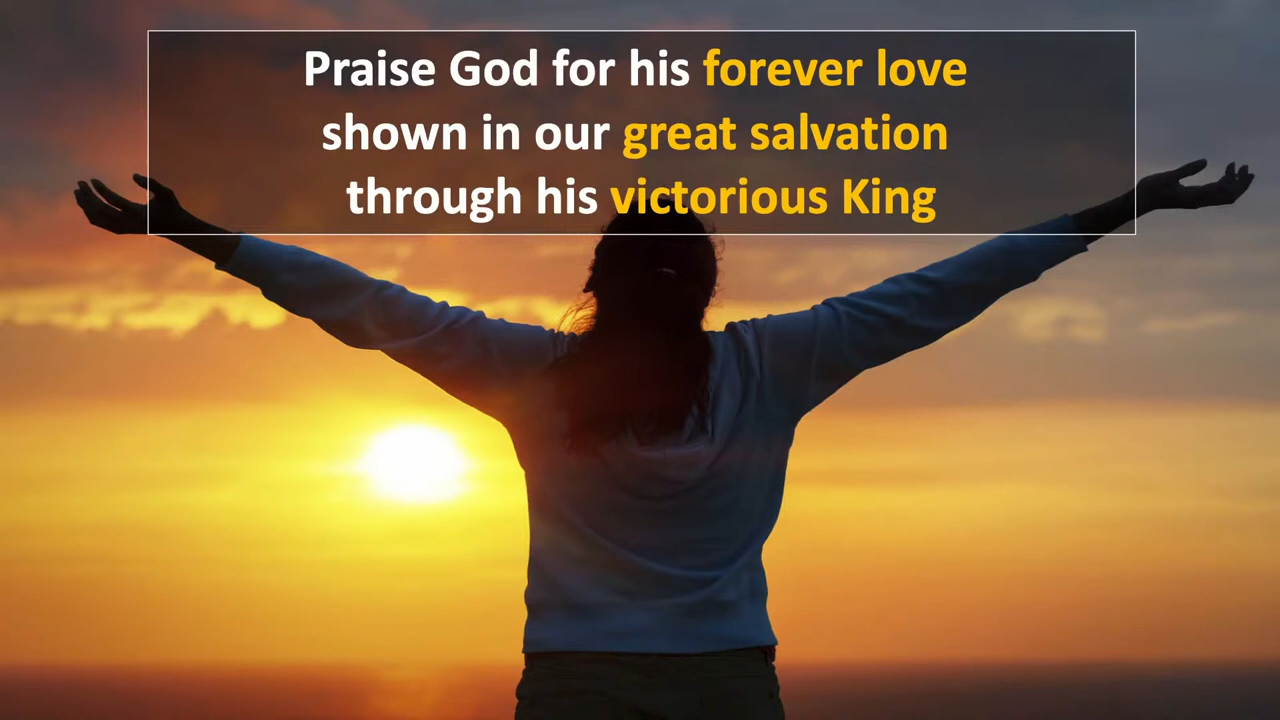 Praise God for his forever love
shown in our great salvation
through his victorious King